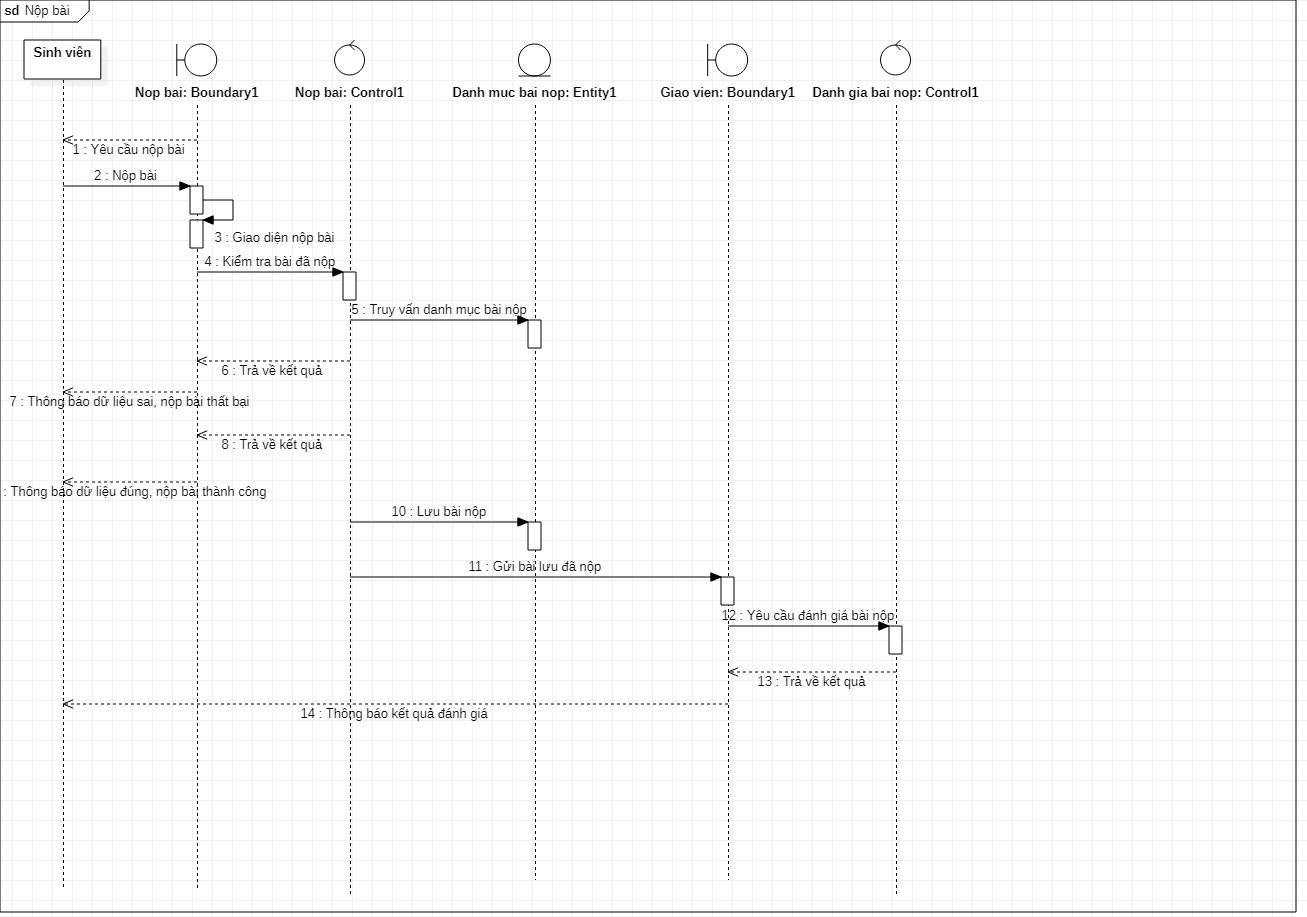 sd Nộp bài
Sinh viên
Nop bai: Boundary1
Nop bai: Control1
Danh muc bai nop: Entity1
Giao vien: Boundary1
Danh gia bai nop: Control1
1 : Yêu cầu nộp bài
2 : Nộp bài
3 : Giao diện nộp bài
4 : Kiểm tra bài đã nộp
5 : Truy vấn danh mục bài nộp
6 : Trả về kết quả
7 : Thông báo dữ liệu sai, nộp bài thất bại
8 : Trả về kết quả
: Thông báo dữ liệu đúng, nộp bài thành công
10 : Lưu bài nộp
11 : Gửi bài lưu đã nộp
12 : Yêu cầu đánh giá bài nộp
13 : Trả về kết quả
14 : Thông báo kết quả đánh giá